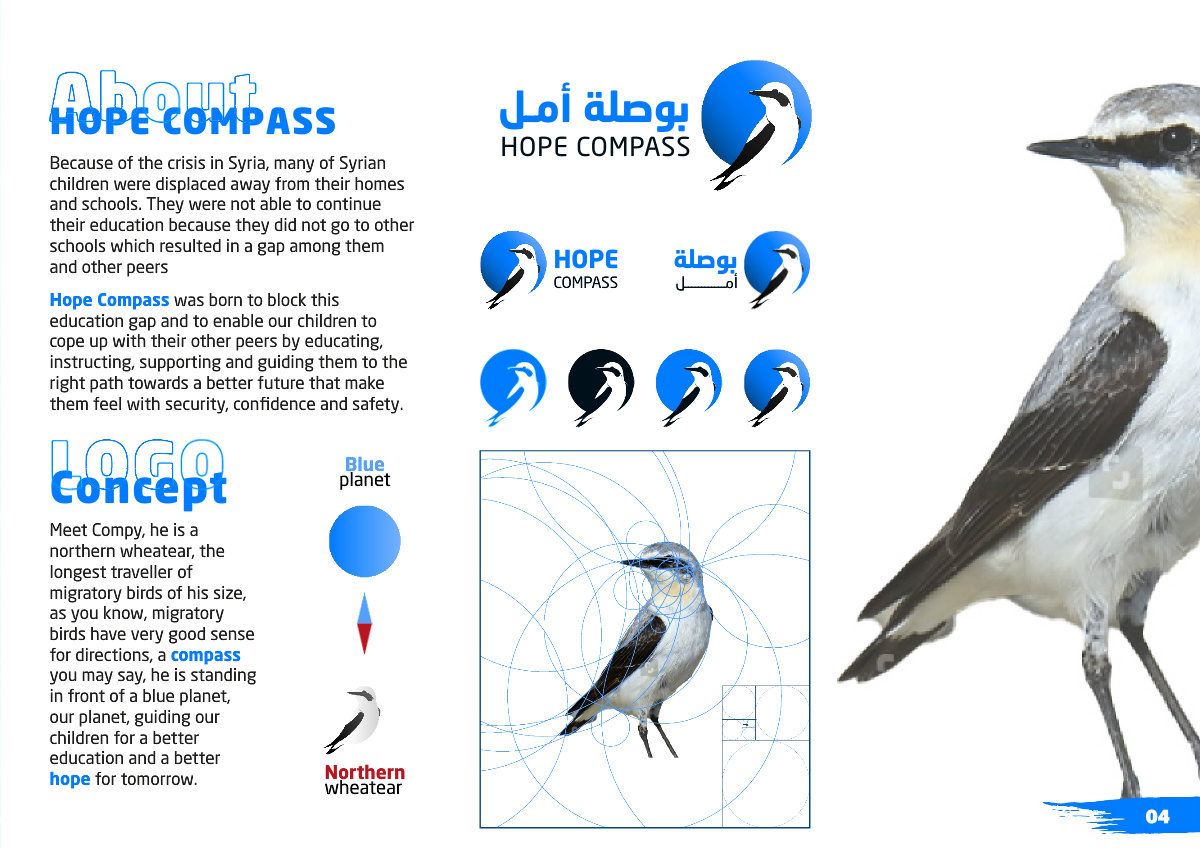 About
HOPE COMPASS
Because of the crisis in Syria, many of Syrian
children were displaced away from their homes
and schools. They were not able to continue
their education because they did not go to other
schools which resulted in a gap among them
and other peers
Hope Compass was born to block this
education gap and to enable our children to
cope up with their other peers by educating,
instructing, supporting and guiding them to the
right path towards a better future that make
them feel with security, confidence and safety.
LOGO
Concept
Meet Compy, he is a
northern wheatear, the
longest traveller of
migratory birds of his size,
as you know, migratory
birds have very good sense
for directions, a compass
you may say, he is standing
in front of a blue planet,
our planet, guiding our
children for a better
education and a better
hope for tomorrow.
Blue
planet
Northern
wheatear
بوصلة أمل
HOPE COMPASS
HOPE
COMPASS
بوصلة
أمـــــــل
04